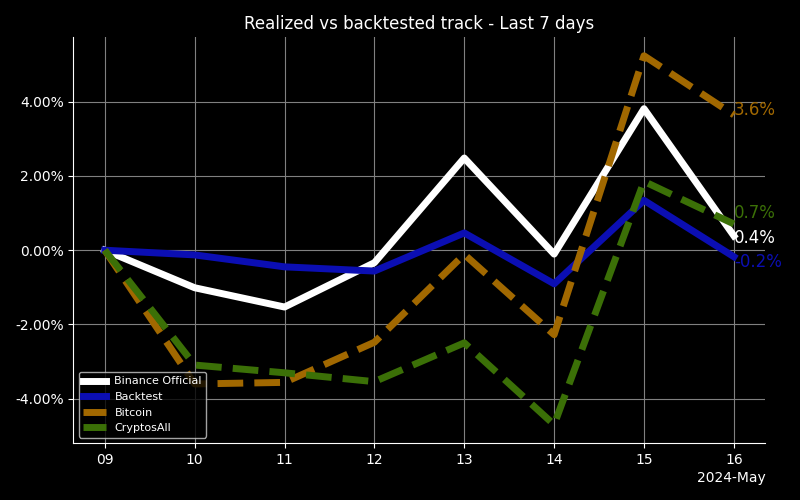 Realized vs backtested track - Last 7 days
4.00%
2.00%
0.00%
-2.00%
-4.00%
3.6%
0.7%
0.4%
-0.2%
Binance Official
Backtest
Bitcoin
CryptosAll
09 10 11 12 13 14 15 16
2024-May